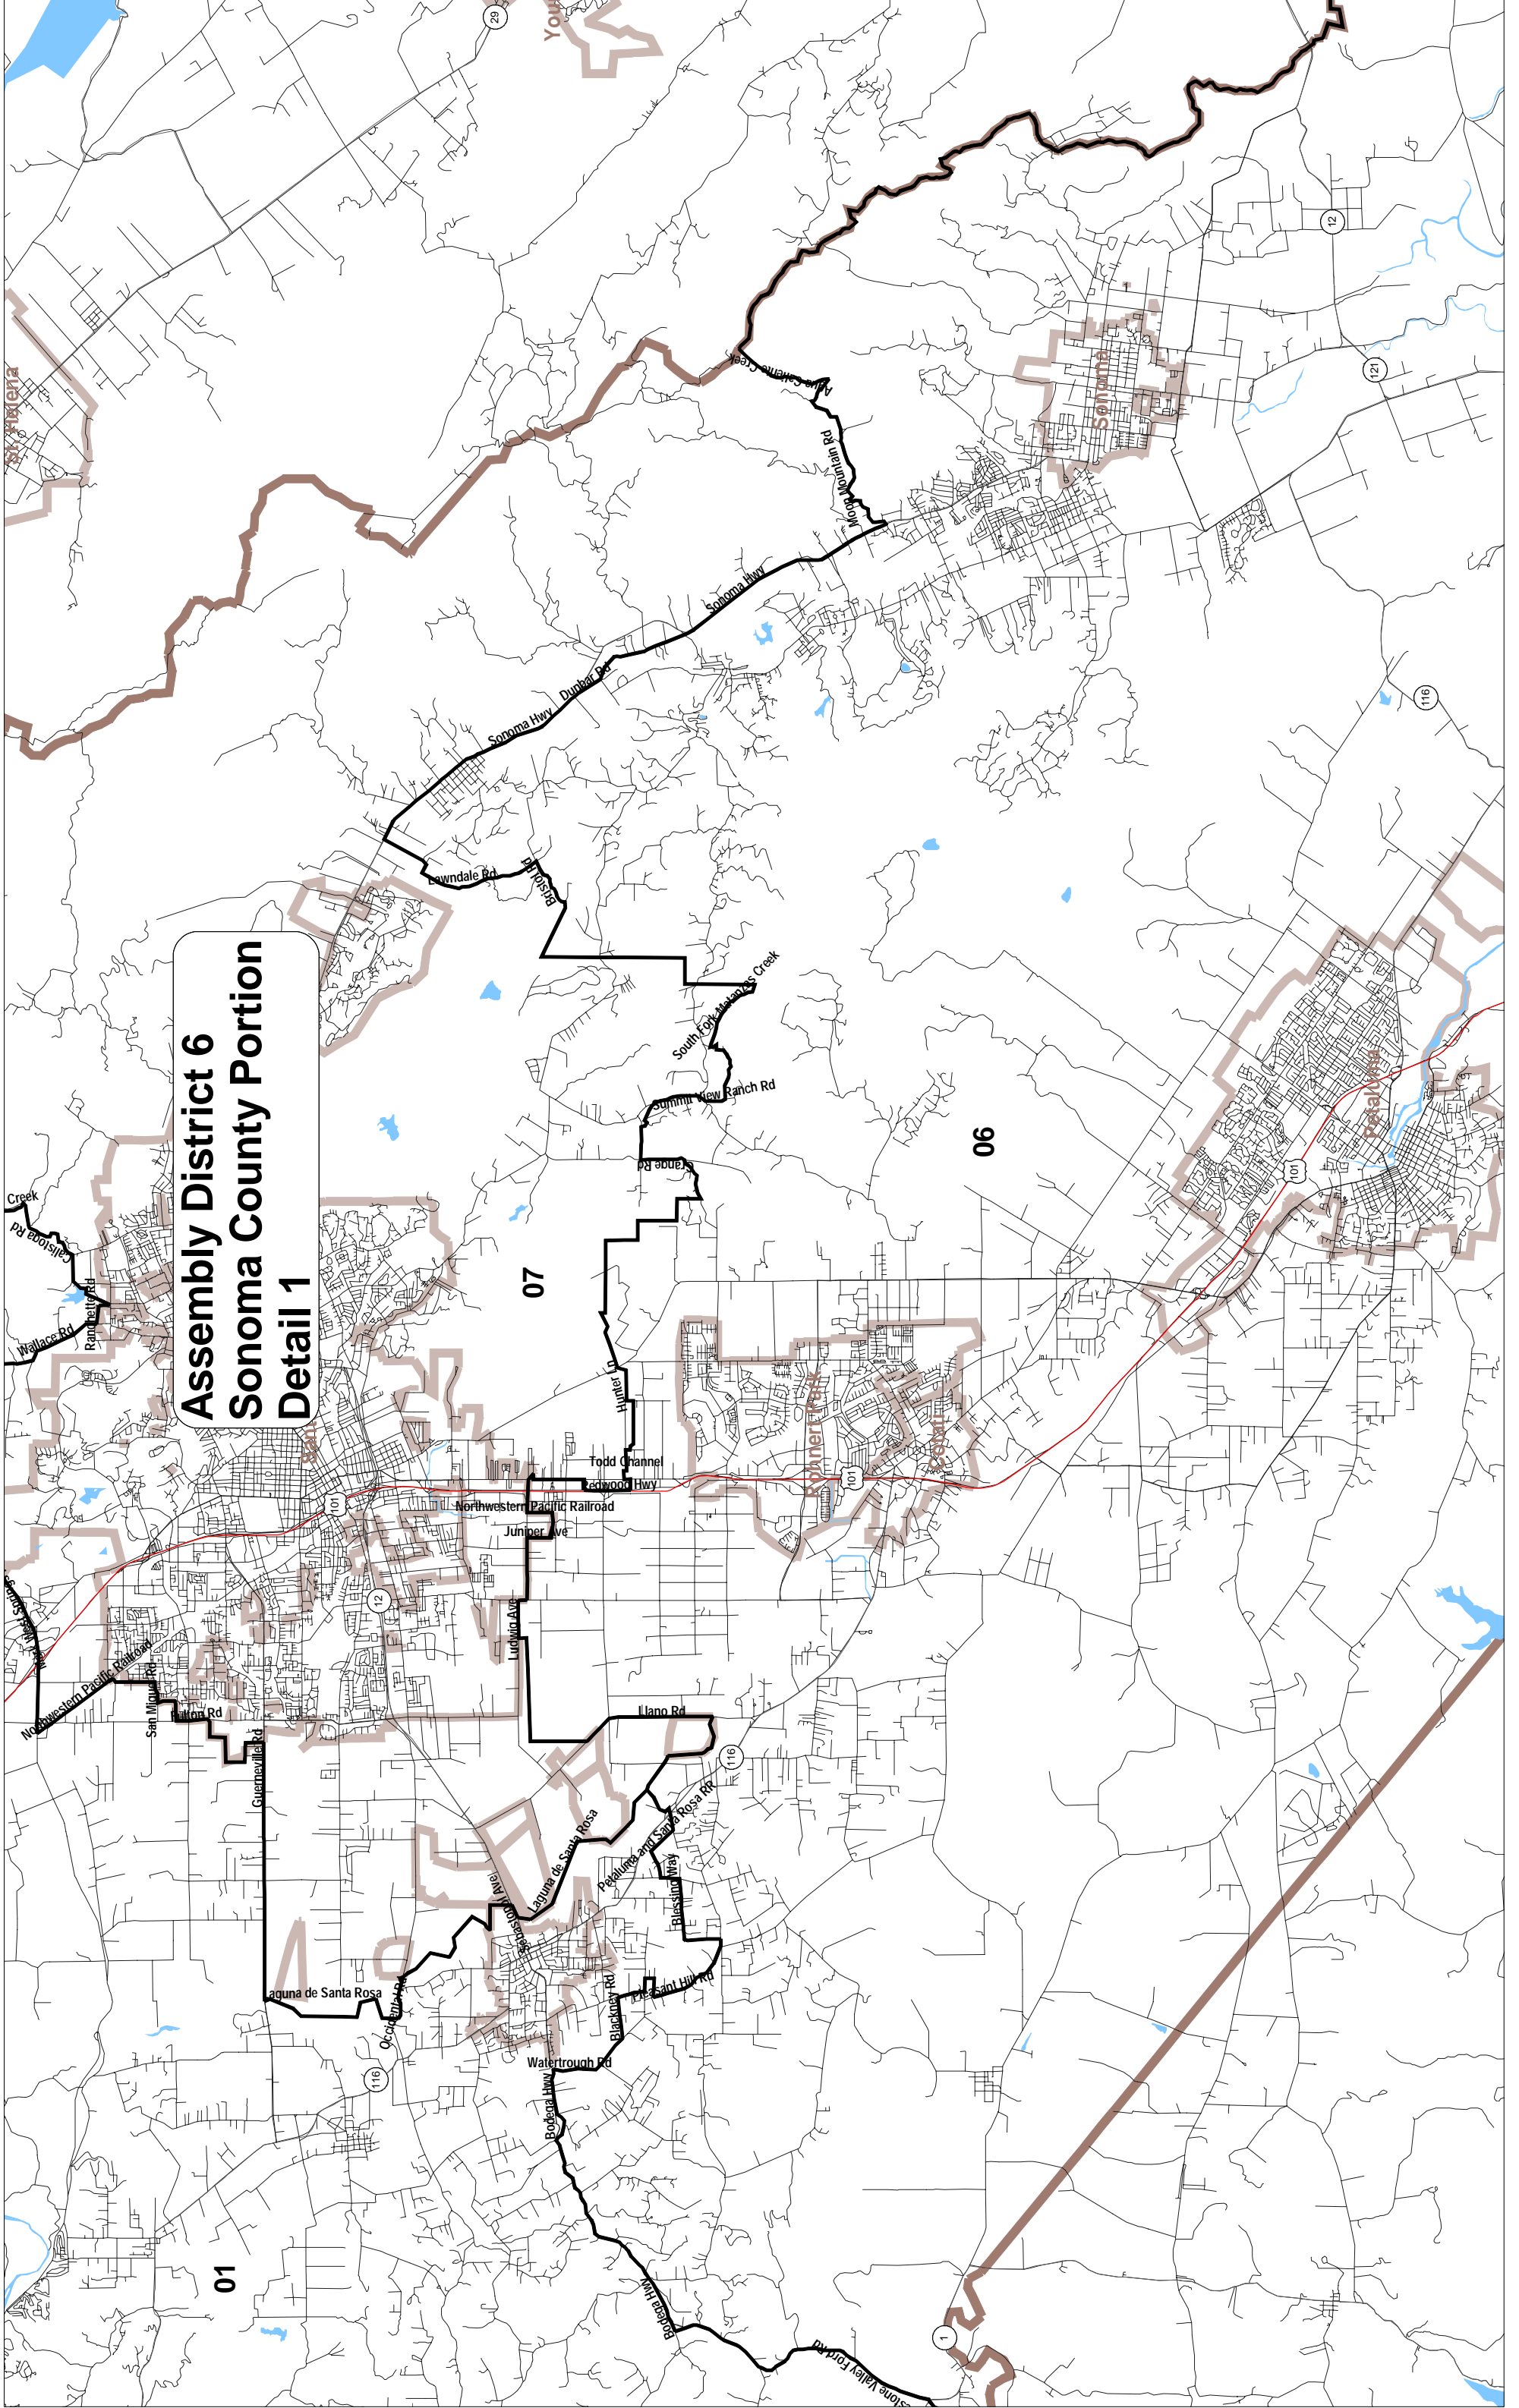 Assembly District 6
Sonoma County Portion
Detail 1
01
07
06
St. Helena
Sonoma
Petaluma
Rohnert Park
Cotati
29
12
121
116
101
101
101
12
116
116
1
Creek
Calistoga Rd
Ranchette Rd
Wallace Rd
Northwestern Pacific Railroad
San Miguel Rd
Fulton Rd
Guerneville Rd
Laguna de Santa Rosa
Occidental Rd
Sebastopol Ave
Laguna de Santa Rosa
Petaluma and Santa Rosa RR
Blessing Way
Pleasant Hill Rd
Blackney Rd
Watertrough Rd
Bodega Hwy
Bodega Hwy
Valley Ford Rd
Llano Rd
Ludwig Ave
Juniper Ave
Northwestern Pacific Railroad
Redwood Hwy
Todd Channel
Hunter Ln
Grange Rd
Summit View Ranch Rd
South Fork Matanzas Creek
Bristol Rd
Lawndale Rd
Sonoma Hwy
Dunbar Rd
Sonoma Hwy
Moon Mountain Rd
Agua Caliente Creek